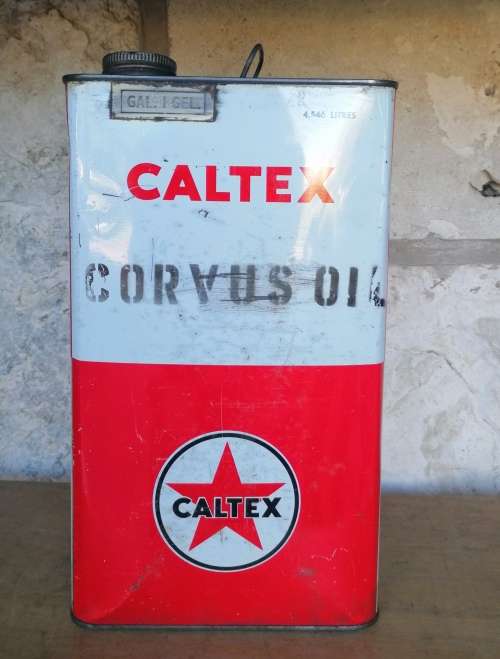 GAL. 1 GEL.
4,546 LITRES
CALTEX
CORVUS OIL
CALTEX